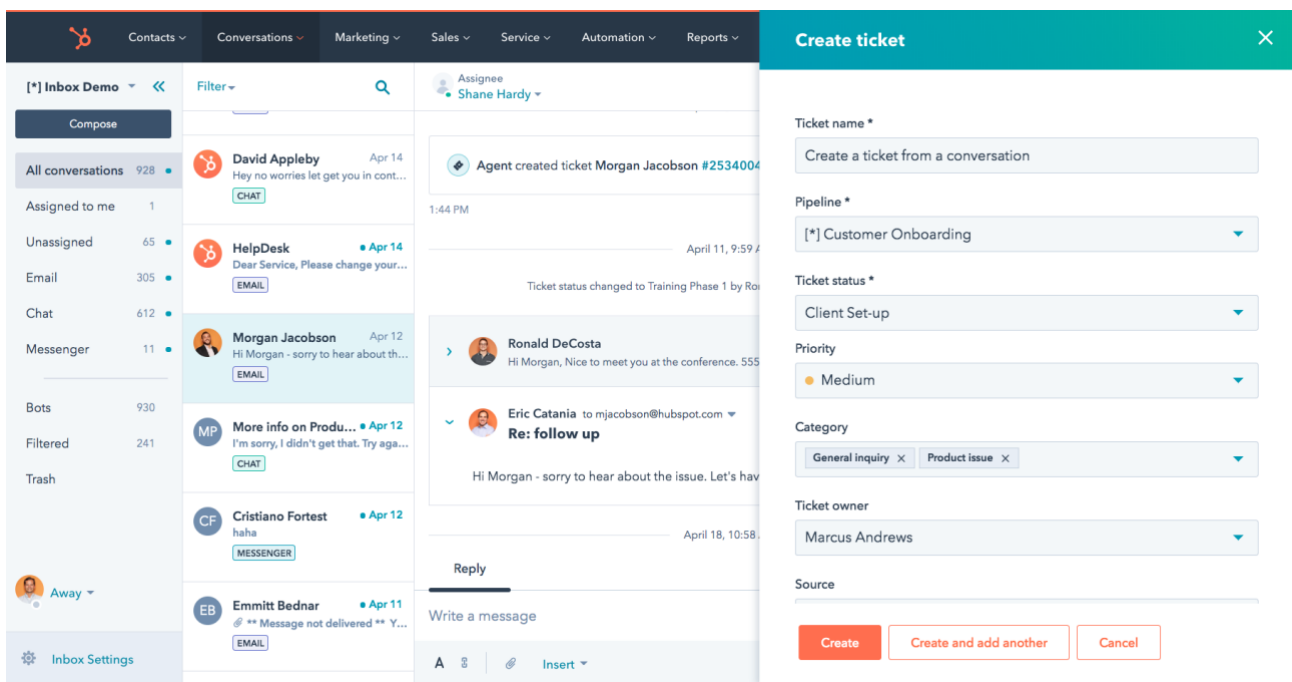 Contacts
Conversations
Marketing
Sales
Service
Automation
Reports
[*] Inbox Demo
Compose
All conversations 928
Assigned to me 1
Unassigned 65
Email 305
Chat 612
Messenger 11
Bots 930
Filtered 241
Trash
Away
Inbox Settings
Filter
David Appleby Apr 14
Hey no worries let get you in cont...
CHAT
HelpDesk Apr 14
Dear Service, Please change your...
EMAIL
Morgan Jacobson Apr 12
Hi Morgan - sorry to hear about th...
EMAIL
MP
More info on Produ... Apr 12
I'm sorry, I didn't get that. Try aga...
CHAT
CF
Cristiano Fortest Apr 12
haha
MESSENGER
EB
Emmitt Bednar Apr 11
** Message not delivered ** Y...
EMAIL
Assignee
Shane Hardy
Agent created ticket Morgan Jacobson #2534004
1:44 PM
April 11, 9:59
Ticket status changed to Training Phase 1 by Ro
Ronald DeCosta
Hi Morgan, Nice to meet you at the conference. 555
Eric Catania to mjacobson@hubspot.com
Re: follow up
Hi Morgan - sorry to hear about the issue. Let's hav
April 18, 10:58
Reply
Write a message
A
Insert
Create ticket
Ticket name *
Create a ticket from a conversation
Pipeline *
[*] Customer Onboarding
Ticket status *
Client Set-up
Priority
Medium
Category
General inquiry
Product issue
Ticket owner
Marcus Andrews
Source
Create
Create and add another
Cancel